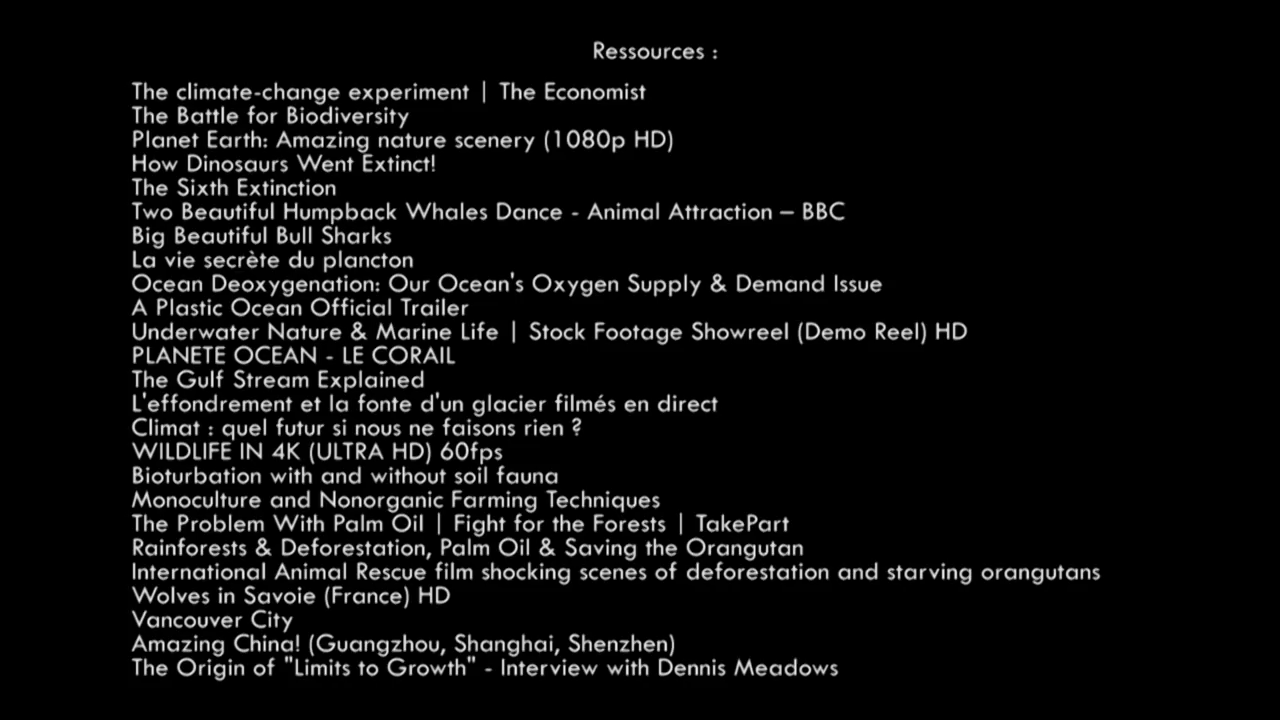 Ressources :
The climate-change experiment | The Economist
The Battle for Biodiversity
Planet Earth: Amazing nature scenery (1080p HD)
How Dinosaurs Went Extinct!
The Sixth Extinction
Two Beautiful Humpback Whales Dance - Animal Attraction – BBC
Big Beautiful Bull Sharks
La vie secrète du plancton
Ocean Deoxygenation: Our Ocean's Oxygen Supply & Demand Issue
A Plastic Ocean Official Trailer
Underwater Nature & Marine Life | Stock Footage Showreel (Demo Reel) HD
PLANETE OCEAN - LE CORAIL
The Gulf Stream Explained
L'effondrement et la fonte d'un glacier filmés en direct
Climat : quel futur si nous ne faisons rien ?
WILDLIFE IN 4K (ULTRA HD) 60fps
Bioturbation with and without soil fauna
Monoculture and Nonorganic Farming Techniques
The Problem With Palm Oil | Fight for the Forests | TakePart
Rainforests & Deforestation, Palm Oil & Saving the Orangutan
International Animal Rescue film shocking scenes of deforestation and starving orangutans
Wolves in Savoie (France) HD
Vancouver City
Amazing China! (Guangzhou, Shanghai, Shenzhen)
The Origin of "Limits to Growth" - Interview with Dennis Meadows